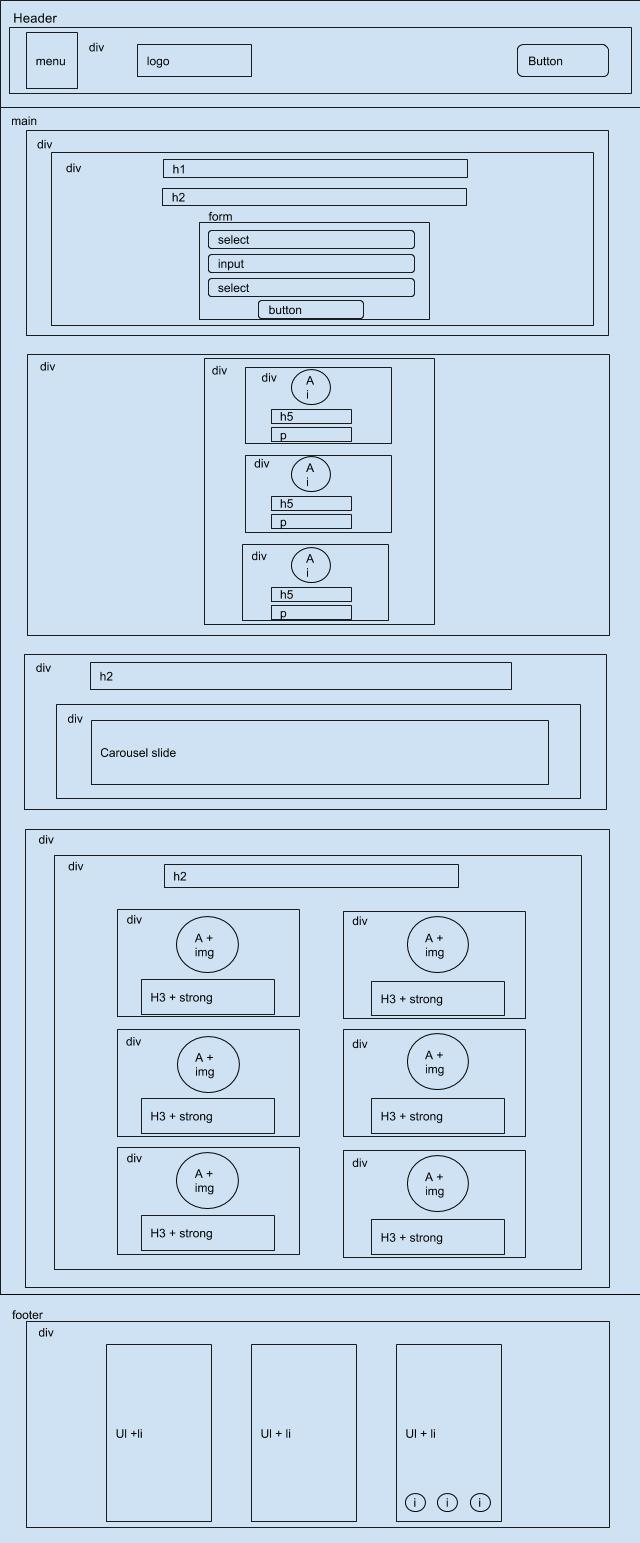 Header
menu
div
logo
Button
main
div
div
h1
h2
form
select
input
select
button
div
div
div
A
i
h5
p
div
A
i
h5
p
div
A
i
h5
p
div
h2
div
Carousel slide
div
div
h2
div
A +
img
H3 + strong
div
A +
img
H3 + strong
div
A +
img
H3 + strong
div
A +
img
H3 + strong
div
A +
img
H3 + strong
div
A +
img
H3 + strong
footer
div
Ul +li
Ul + li
Ul + li
i
i
i